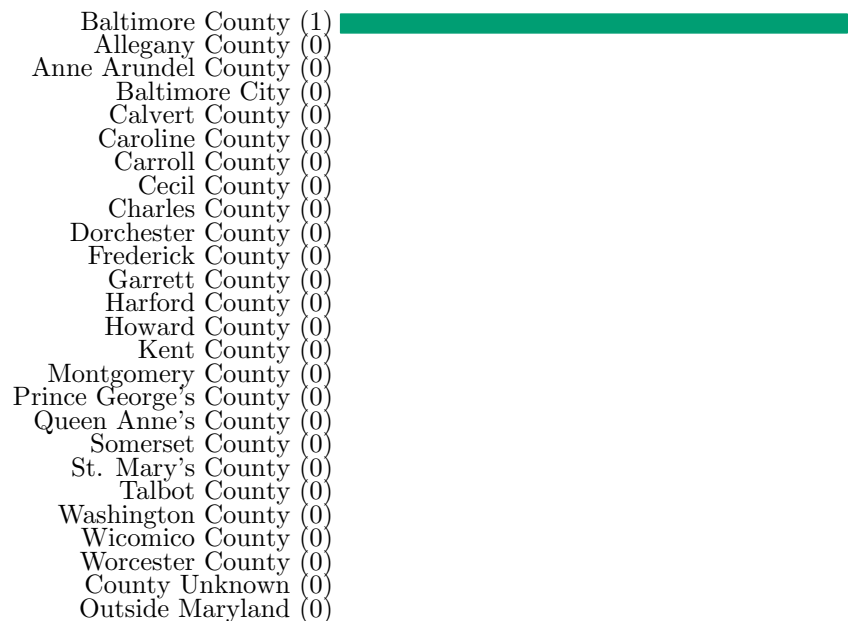 Baltimore County (1)
Allegany County (0)
Anne Arundel County (0)
Baltimore City (0)
Calvert County (0)
Caroline County (0)
Carroll County (0)
Cecil County (0)
Charles County (0)
Dorchester County (0)
Frederick County (0)
Garrett County (0)
Harford County (0)
Howard County (0)
Kent County (0)
Montgomery County (0)
Prince George's County (0)
Queen Anne's County (0)
Somerset County (0)
St. Mary's County (0)
Talbot County (0)
Washington County (0)
Wicomico County (0)
Worcester County (0)
County Unknown (0)
Outside Maryland (0)